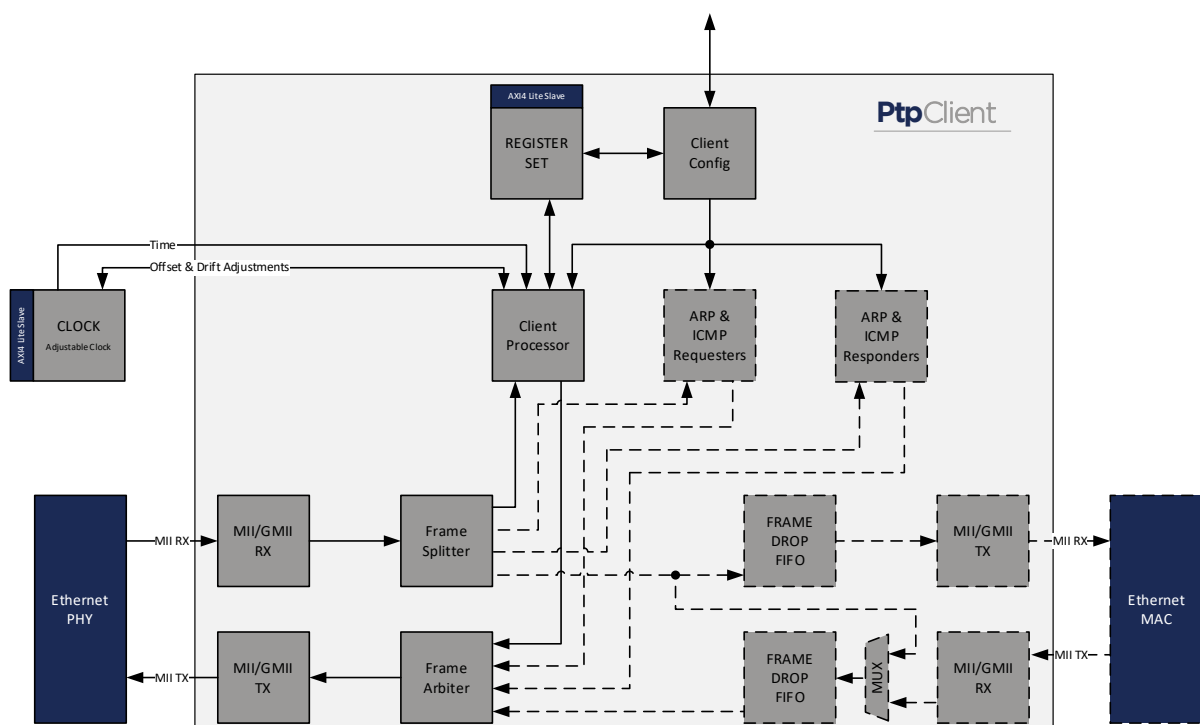 AXI4 Lite Slave
REGISTER
SET
Client
Config
PtpClient
Time
Offset & Drift Adjustments
AXI4 Lite Slave
CLOCK
Adjustable Clock
Client
Processor
ARP &
ICMP
Requesters
ARP &
ICMP
Responders
Ethernet
PHY
MII RX
MII/GMII
RX
Frame
Splitter
FRAME
DROP
FIFO
MII/GMII
TX
MII RX
Ethernet
MAC
MII TX
MII/GMII
TX
Frame
Arbiter
FRAME
DROP
FIFO
MUX
MII/GMII
RX
MII TX